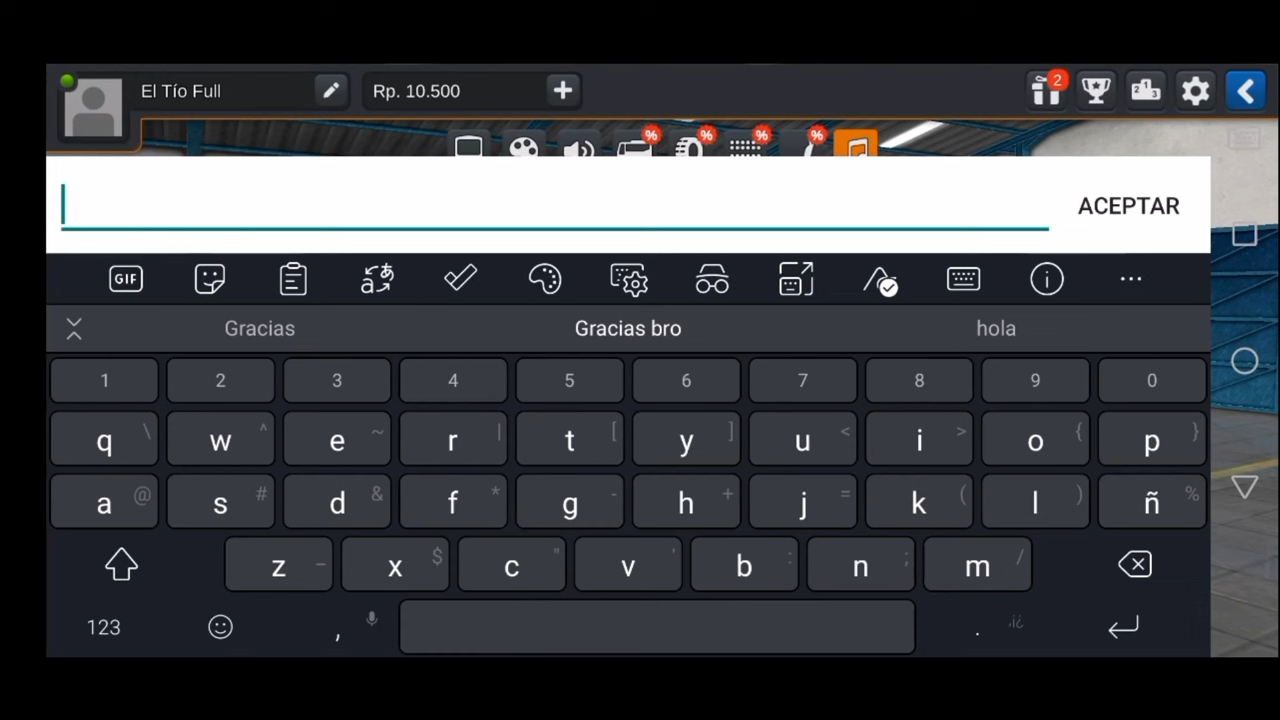 El Tío Full
Rp. 10.500
2
% % % %
ACEPTAR
GIF
Gracias Gracias bro hola
1 2 3 4 5 6 7 8 9 0
q \ w ^ e ~ r | t [ y ] u < i > o { p }
a @ s # d & f * g - h + j = k ( l ) ñ %
z _ x $ c " v ' b : n ; m /
123 , . ,¡¿